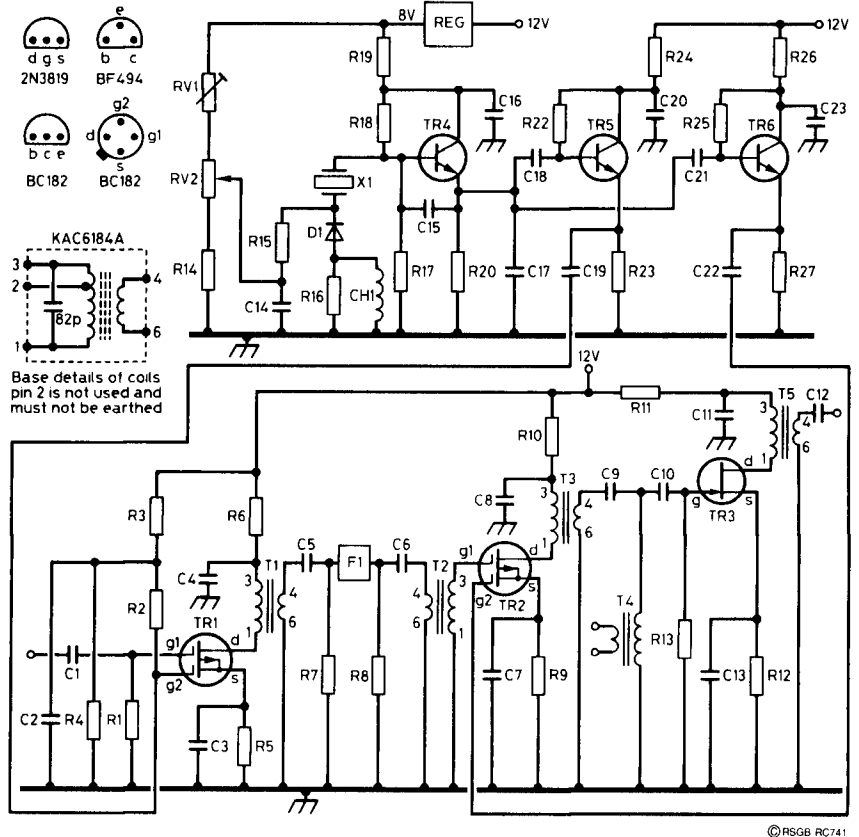 e
8V
REG
12V
12V
d g s
b c
2N3819
BF494
g2
d
g1
b c e
s
BC182
BC182
R19
R24
R26
RV1
C16
C20
C23
R18
TR4
R22
TR5
R25
TR6
X1
C18
C21
RV2
D1
C15
R15
R14
R16
CH1
R17
R20
C17
C19
R23
C22
R27
C14
KAC6184A
3
2
1
82p
4
6
Base details of coils
pin 2 is not used and
must not be earthed
12V
R11
T5
C12
C11
3
4
1
6
R10
d
T3
C9
C10
C8
3
4
1
6
g
s
TR3
R3
R6
C5
F1
C6
T2
g1
d
g2
s
TR2
C4
T1
3
4
1
6
4
6
3
1
R2
TR1
d
g1
g2
s
C1
T4
R13
C2
R4
R1
C3
R5
R7
R8
C7
R9
C13
R12
© RSGB RC741